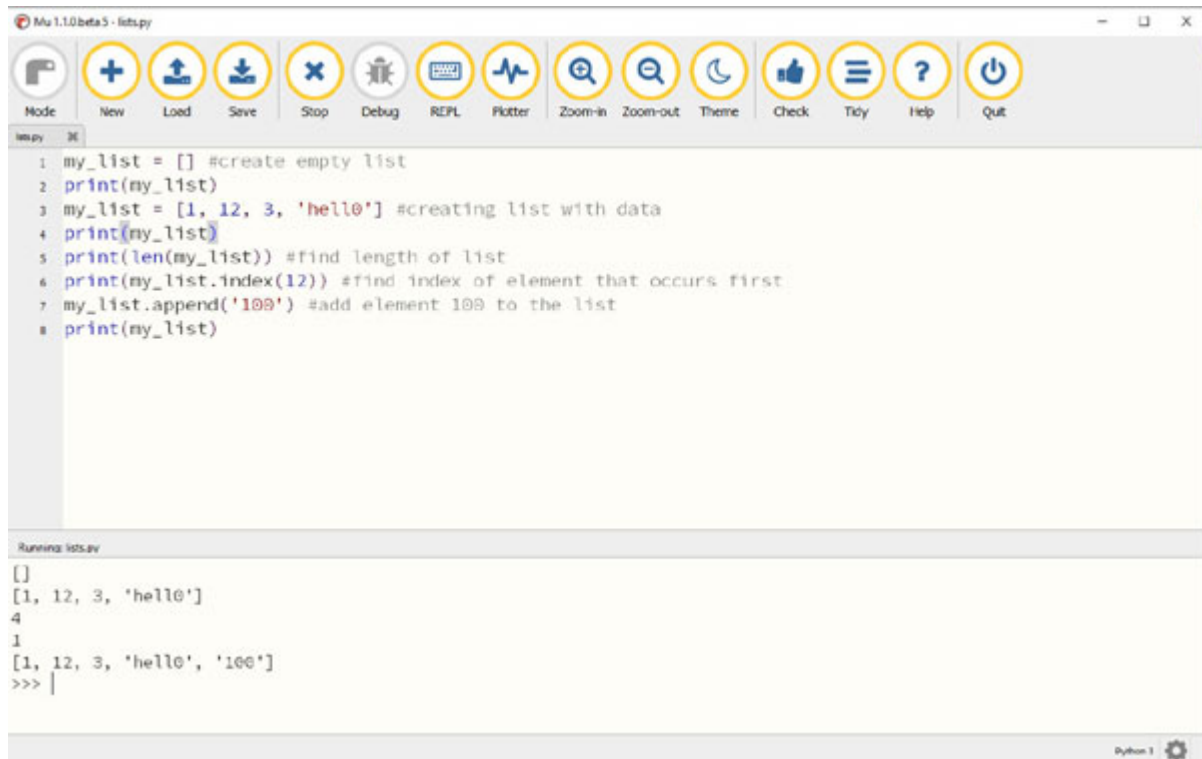 Mu 1.1.0.beta 5 - lists.py
Mode New Load Save Stop Debug REPL Plotter Zoom-in Zoom-out Theme Check Tidy Help Quit
lists.py
1 my_list = [] #create empty list
2 print(my_list)
3 my_list = [1, 12, 3, 'hell0'] #creating list with data
4 print(my_list)
5 print(len(my_list)) #find length of list
6 print(my_list.index(12)) #find index of element that occurs first
7 my_list.append('100') #add element 100 to the list
8 print(my_list)
Running: lists.py
[]
[1, 12, 3, 'hell0']
4
1
[1, 12, 3, 'hell0', '100']
>>>
Python 3